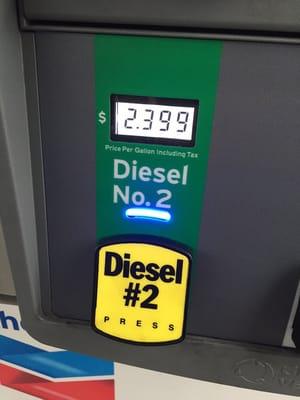 $ 2.399
Price Per Gallon Including Tax
Diesel
No. 2
Diesel
#2
PRESS
h